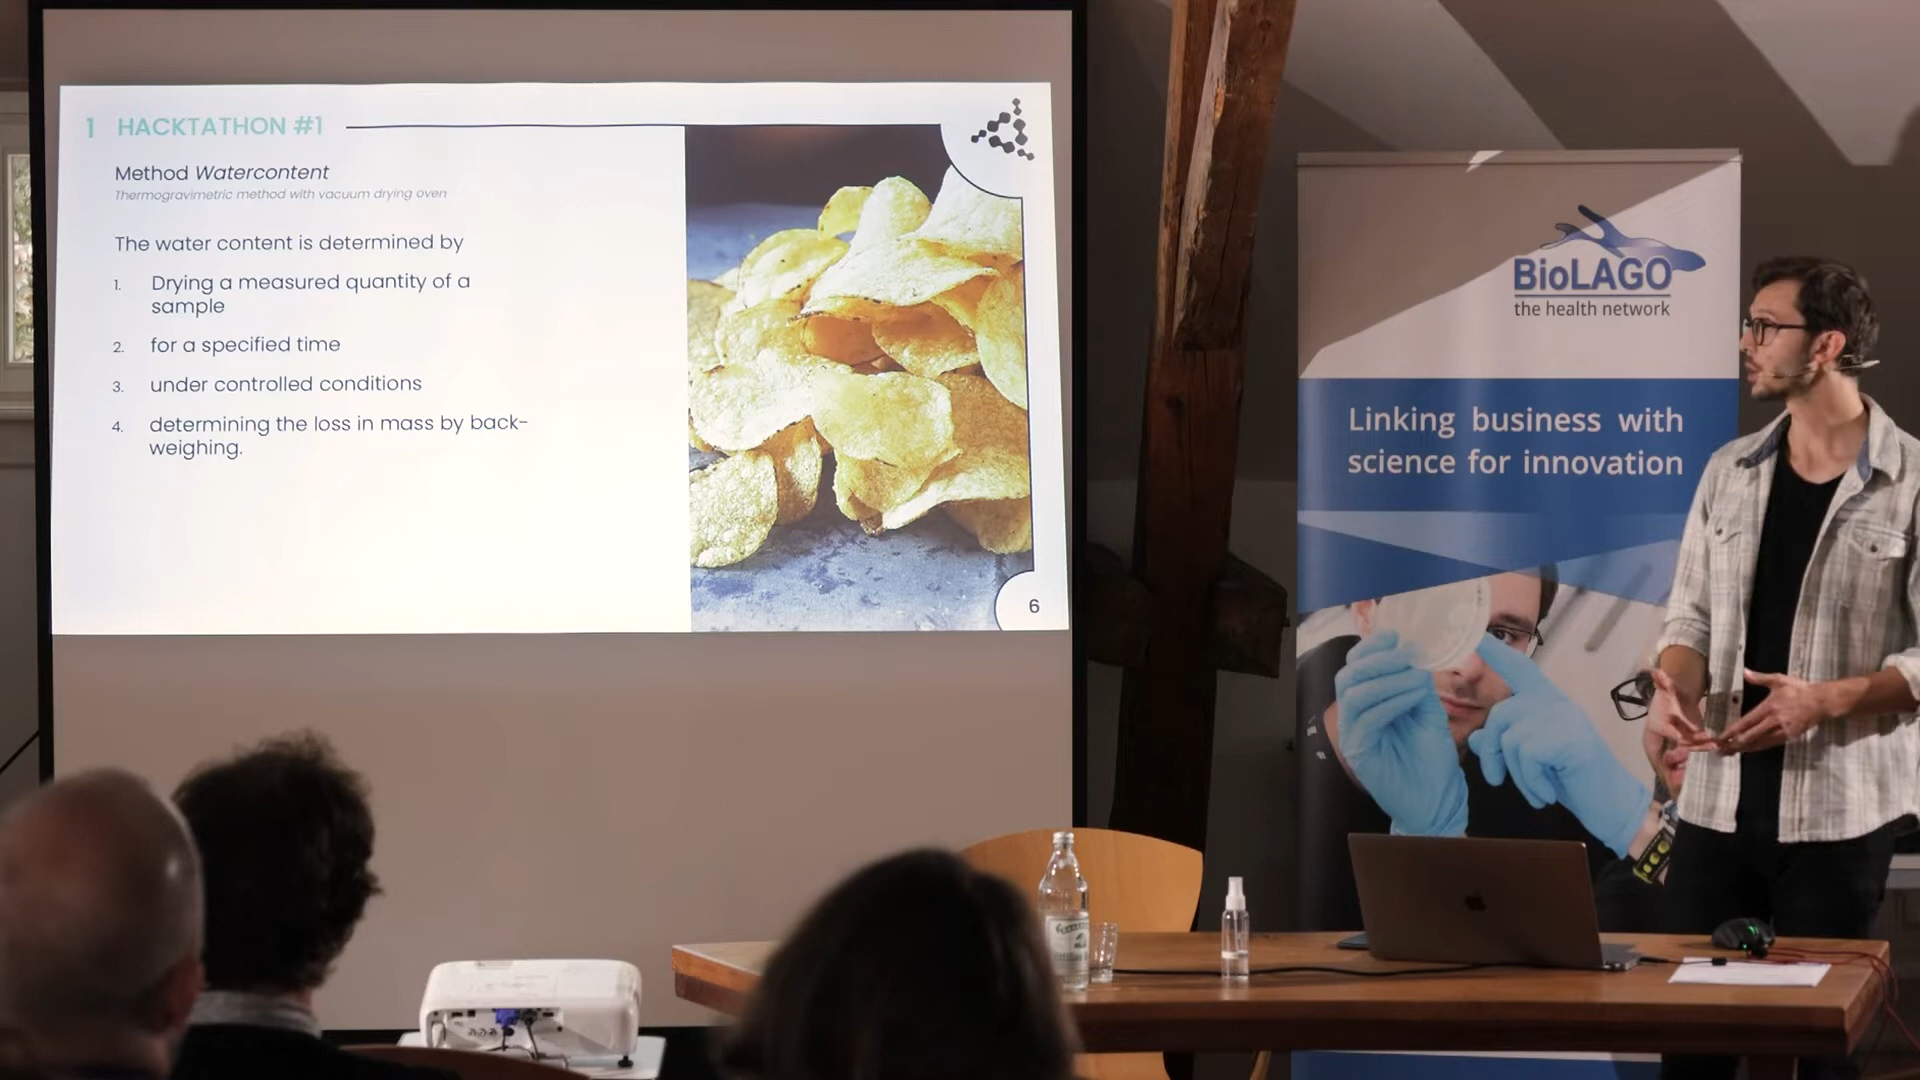 1 HACKTATHON #1
Method Watercontent
Thermogravimetric method with vacuum drying oven
The water content is determined by
1. Drying a measured quantity of a
sample
2. for a specified time
3. under controlled conditions
4. determining the loss in mass by back-
weighing.
6
BioLAGO
the health network
Linking business with
science for innovation